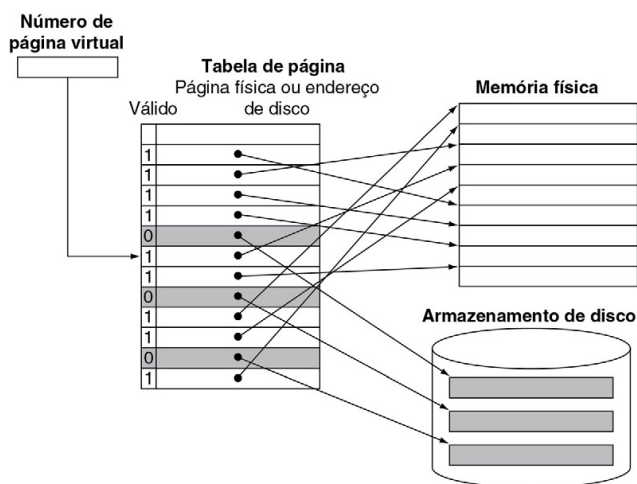 Número de
página virtual
Tabela de página
Página física ou endereço
de disco
Válido
Memória física
1
1
1
1
0
1
1
0
1
1
0
1
Armazenamento de disco